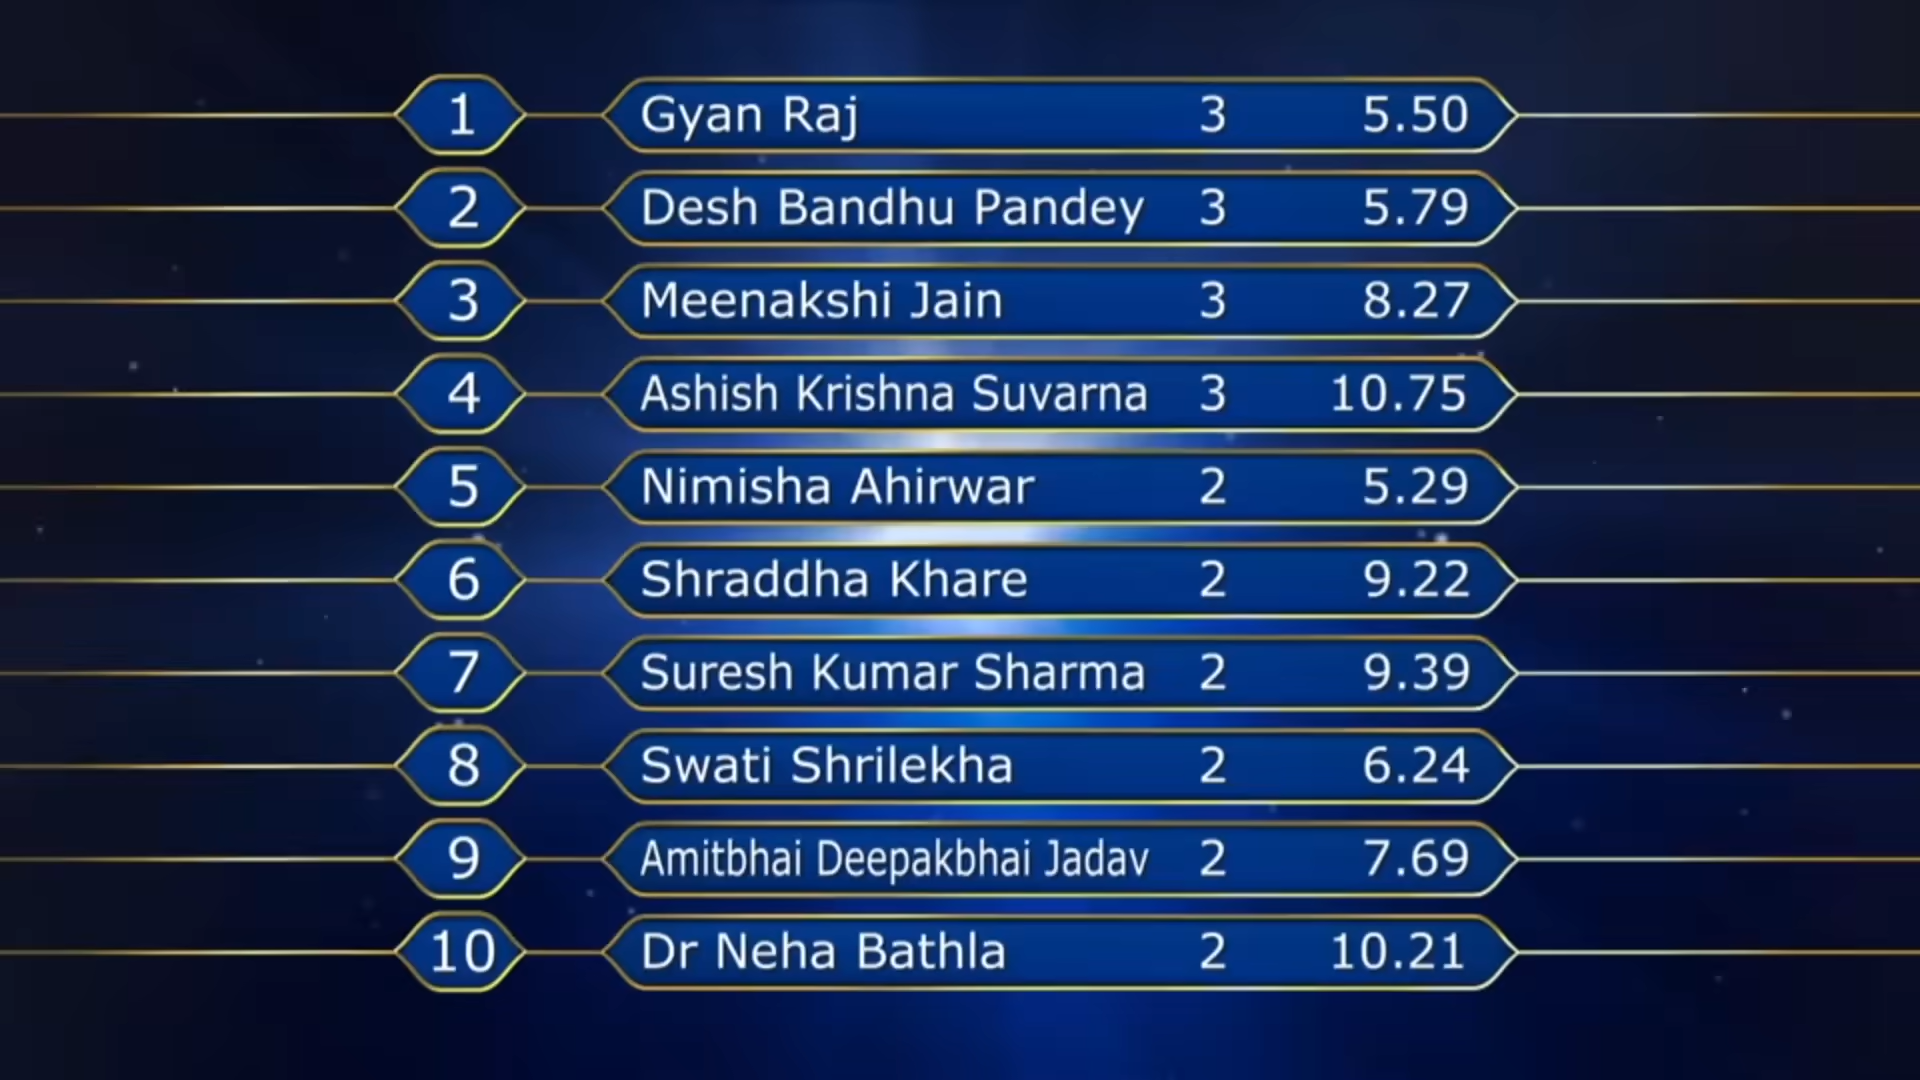 1 Gyan Raj 3 5.50
2 Desh Bandhu Pandey 3 5.79
3 Meenakshi Jain 3 8.27
4 Ashish Krishna Suvarna 3 10.75
5 Nimisha Ahirwar 2 5.29
6 Shraddha Khare 2 9.22
7 Suresh Kumar Sharma 2 9.39
8 Swati Shrilekha 2 6.24
9 Amitbhai Deepakbhai Jadav 2 7.69
10 Dr Neha Bathla 2 10.21